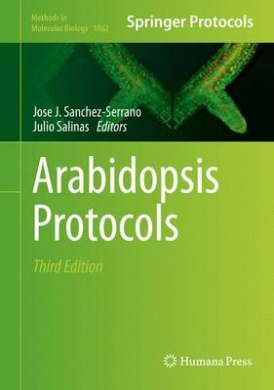 Methods in
Molecular Biology 1062
Springer Protocols
Jose J. Sanchez-Serrano
Julio Salinas Editors
Arabidopsis
Protocols
Third Edition
Humana Press